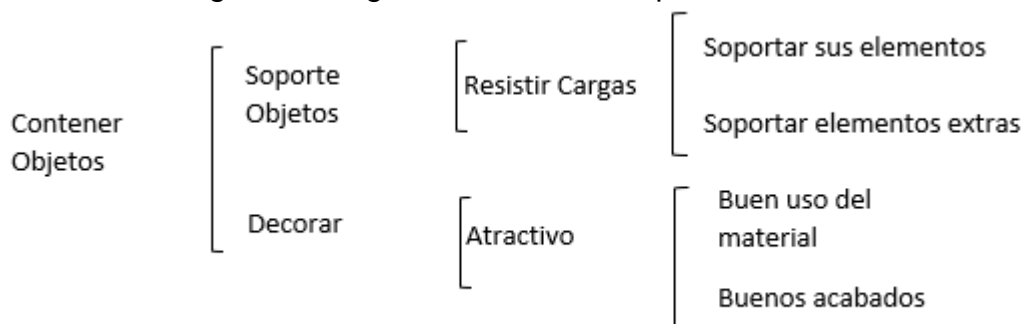 Contener
Objetos
Soporte
Objetos
Resistir Cargas
Soportar sus elementos
Soportar elementos extras
Decorar
Atractivo
Buen uso del
material
Buenos acabados